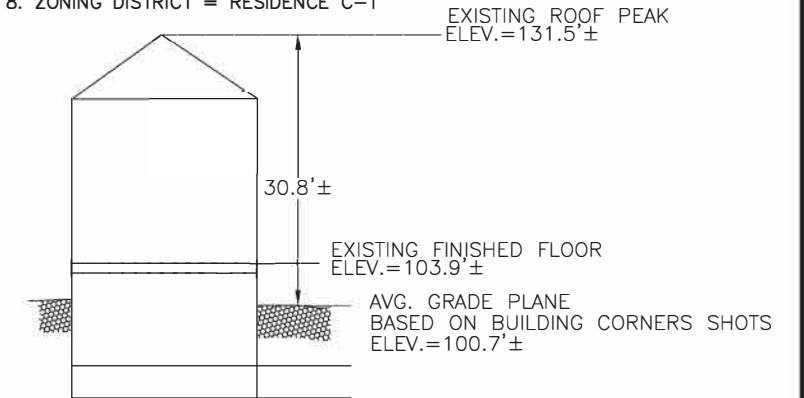 8. ZONING DISTRICT = RESIDENCE C-1
EXISTING ROOF PEAK
ELEV.=131.5'±
30.8'±
EXISTING FINISHED FLOOR
ELEV.=103.9'±
AVG. GRADE PLANE
BASED ON BUILDING CORNERS SHOTS
ELEV.=100.7'±